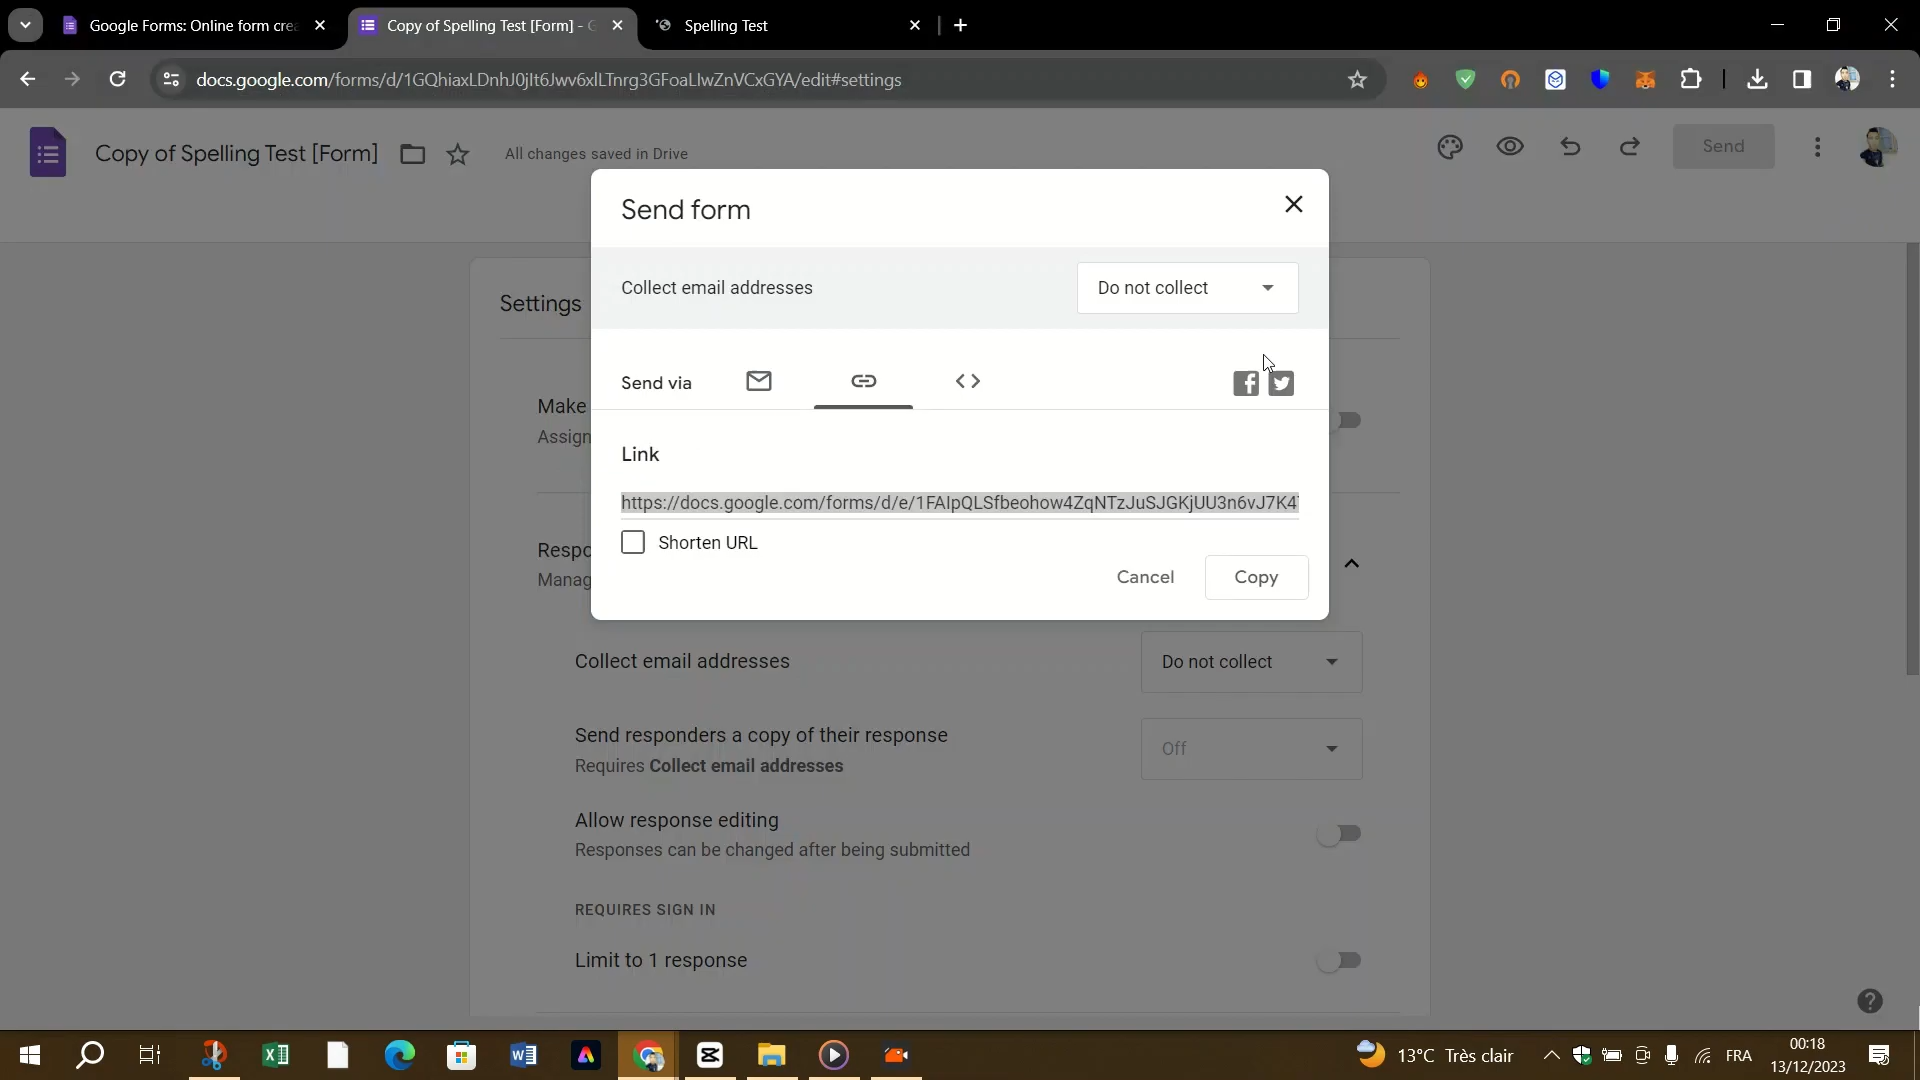 Google Forms: Online form crea
Copy of Spelling Test [Form] - G
Spelling Test
docs.google.com/forms/d/1GQhiaxLDnhJ0jIt6Jwv6xlLTnrg3GFoaLlwZnVCxGYA/edit#settings
Copy of Spelling Test [Form]
All changes saved in Drive
Send
Send form
Collect email addresses
Do not collect
Settings
Send via
Make
Assign
Link
https://docs.google.com/forms/d/e/1FAIpQLSfbeohow4ZqNTzJuSJGKjUU3n6vJ7K4
Shorten URL
Respo
Manag
Cancel
Copy
Collect email addresses
Do not collect
Send responders a copy of their response
Requires Collect email addresses
Off
Allow response editing
Responses can be changed after being submitted
REQUIRES SIGN IN
Limit to 1 response
13°C Très clair
FRA
00:18
13/12/2023